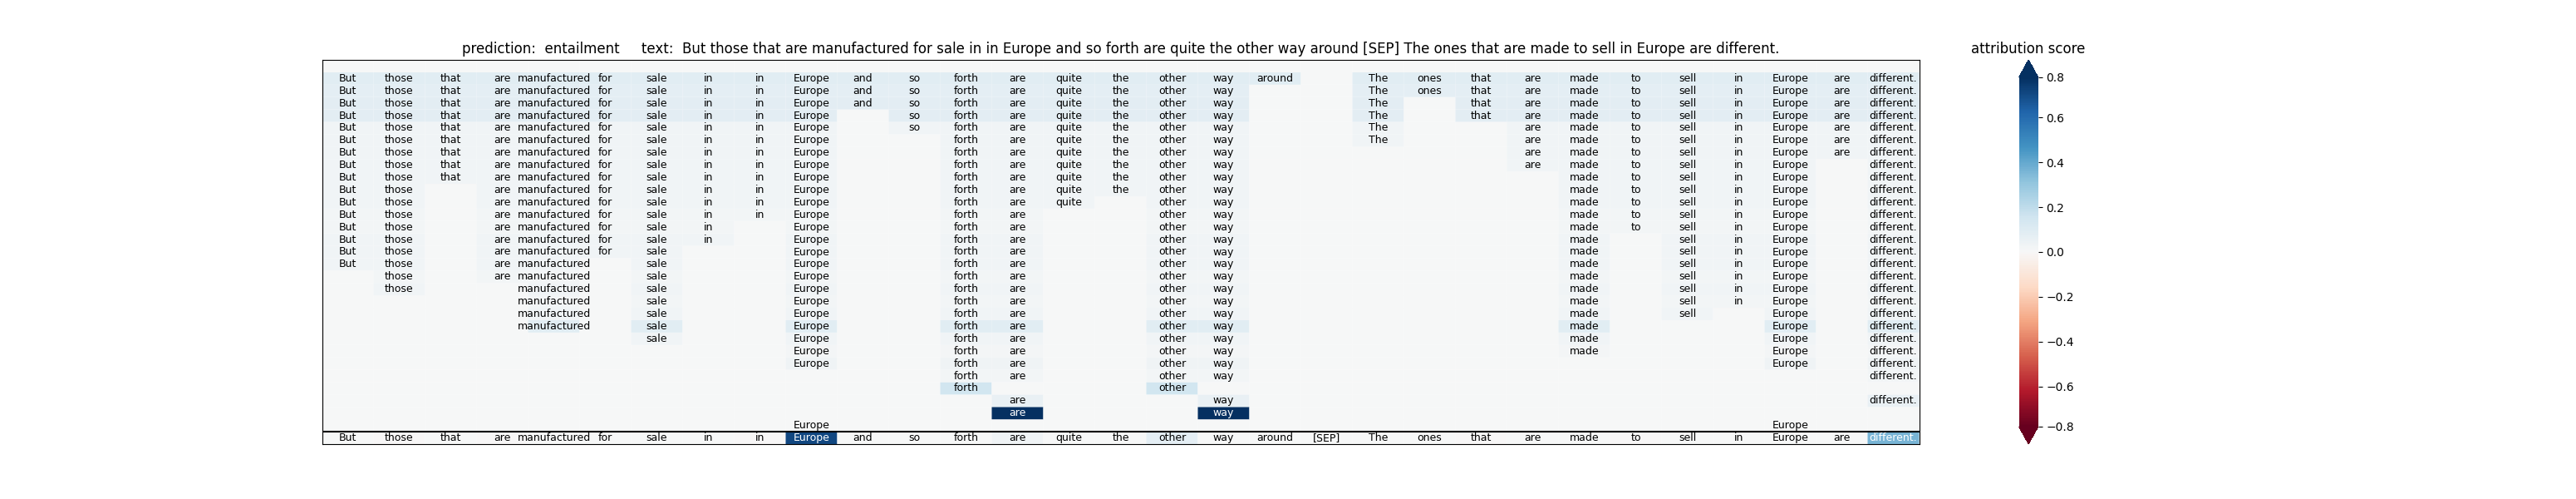 prediction: entailment text: But those that are manufactured for sale in in Europe and so forth are quite the other way around [SEP] The ones that are made to sell in Europe are different.
But those that are manufactured for sale in in Europe and so forth are quite the other way around The ones that are made to sell in Europe are different.
But those that are manufactured for sale in in Europe and so forth are quite the other way The ones that are made to sell in Europe are different.
But those that are manufactured for sale in in Europe and so forth are quite the other way The that are made to sell in Europe are different.
But those that are manufactured for sale in in Europe so forth are quite the other way The that are made to sell in Europe are different.
But those that are manufactured for sale in in Europe so forth are quite the other way The are made to sell in Europe are different.
But those that are manufactured for sale in in Europe forth are quite the other way The are made to sell in Europe are different.
But those that are manufactured for sale in in Europe forth are quite the other way are made to sell in Europe are different.
But those that are manufactured for sale in in Europe forth are quite the other way are made to sell in Europe different.
But those that are manufactured for sale in in Europe forth are quite the other way made to sell in Europe different.
But those are manufactured for sale in in Europe forth are quite the other way made to sell in Europe different.
But those are manufactured for sale in in Europe forth are quite other way made to sell in Europe different.
But those are manufactured for sale in in Europe forth are other way made to sell in Europe different.
But those are manufactured for sale in Europe forth are other way made to sell in Europe different.
But those are manufactured for sale in Europe forth are other way made sell in Europe different.
But those are manufactured for sale Europe forth are other way made sell in Europe different.
But those are manufactured sale Europe forth are other way made sell in Europe different.
those are manufactured sale Europe forth are other way made sell in Europe different.
those manufactured sale Europe forth are other way made sell in Europe different.
manufactured sale Europe forth are other way made sell in Europe different.
manufactured sale Europe forth are other way made sell Europe different.
manufactured sale Europe forth are other way made Europe different.
sale Europe forth are other way made Europe different.
Europe forth are other way made Europe different.
Europe forth are other way Europe different.
forth are other way different.
forth other
are way different.
are way
Europe Europe
But those that are manufactured for sale in in Europe and so forth are quite the other way around [SEP] The ones that are made to sell in Europe are different.
attribution score
0.8
0.6
0.4
0.2
0.0
−0.2
−0.4
−0.6
−0.8